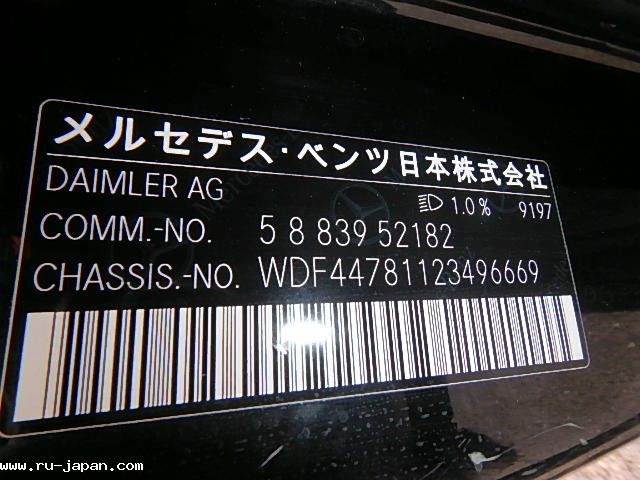 メルセデス・ベンツ日本株式会社
DAIMLER AG
1.0% 9197
COMM.-NO. 5 8 839 52182
CHASSIS.-NO. WDF44781123496669
www.ru-japan.com